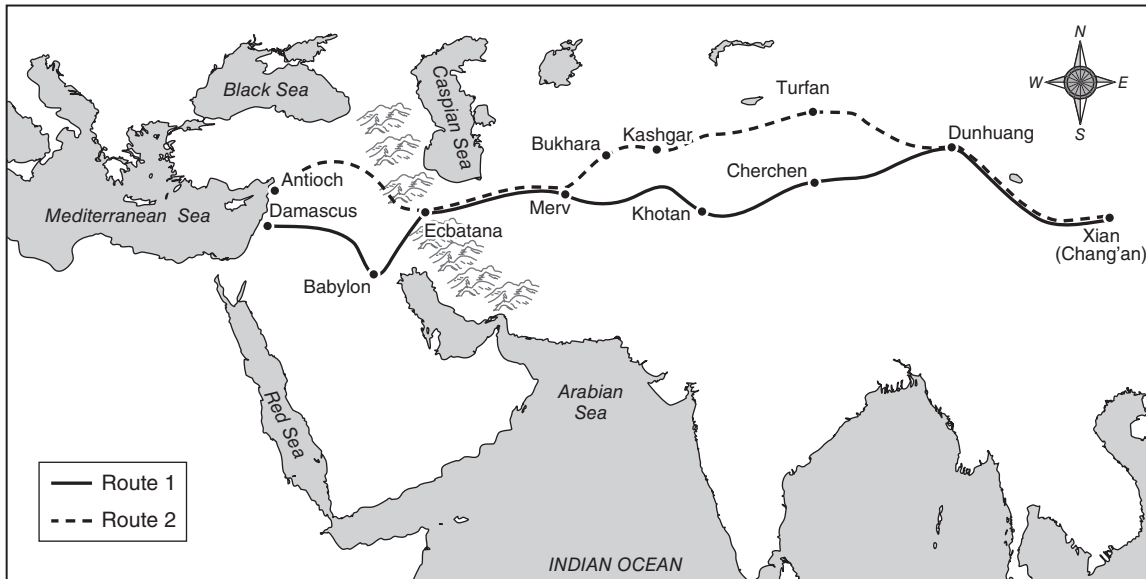 N
W
E
S
Black Sea
Caspian Sea
Turfan
Bukhara
Kashgar
Dunhuang
Antioch
Cherchen
Mediterranean Sea
Damascus
Ecbatana
Merv
Khotan
Xian
(Chang'an)
Babylon
Red Sea
Arabian
Sea
Route 1
Route 2
INDIAN OCEAN